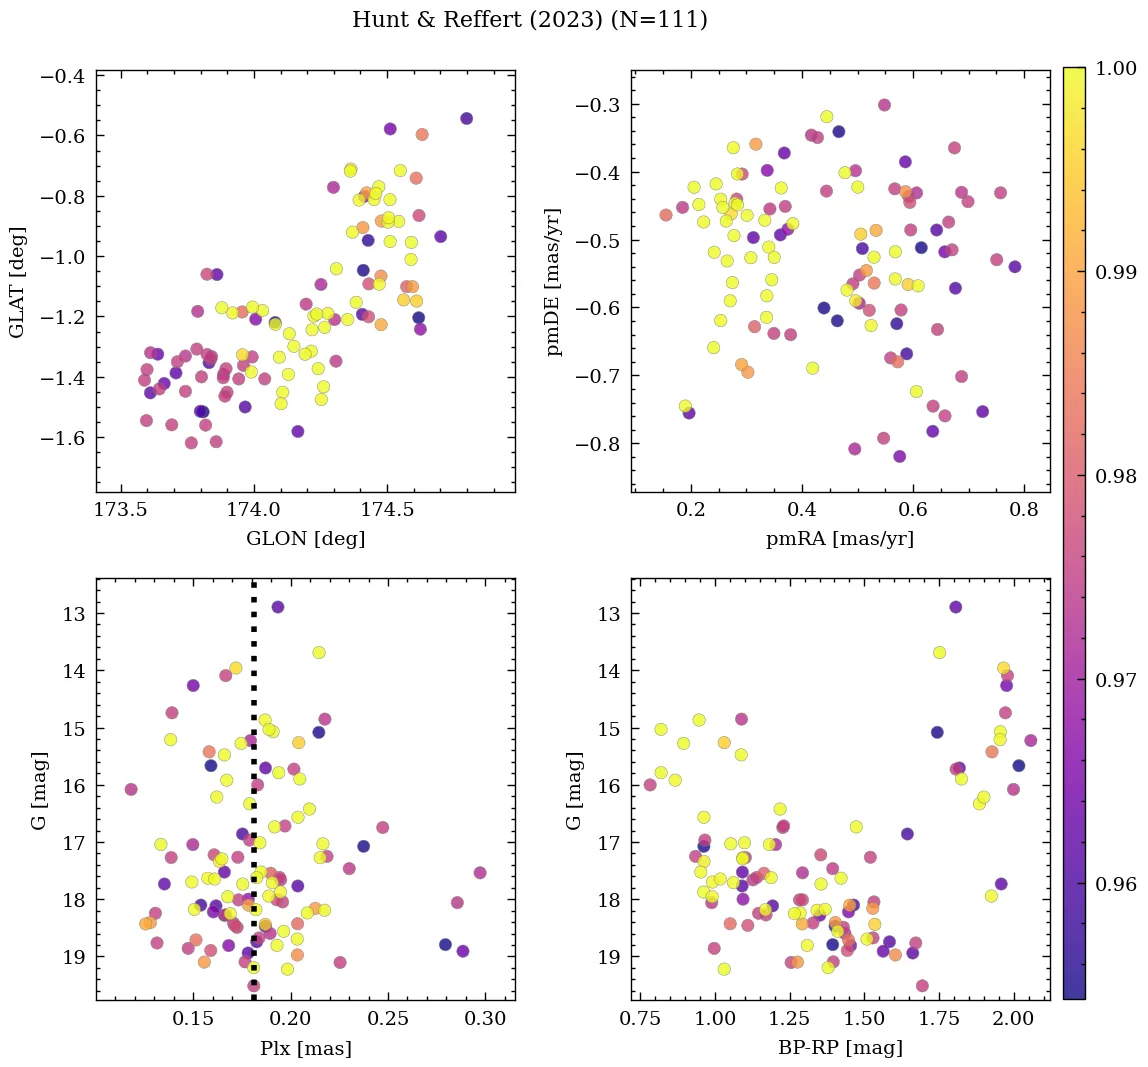 Hunt & Reffert (2023) (N=111)
−0.4
−0.6
−0.8
−1.0
−1.2
−1.4
−1.6
GLAT [deg]
173.5 174.0 174.5
GLON [deg]
−0.3
−0.4
−0.5
−0.6
−0.7
−0.8
pmDE [mas/yr]
0.2 0.4 0.6 0.8
pmRA [mas/yr]
13
14
15
16
17
18
19
G [mag]
0.15 0.20 0.25 0.30
Plx [mas]
13
14
15
16
17
18
19
G [mag]
0.75 1.00 1.25 1.50 1.75 2.00
BP-RP [mag]
1.00
0.99
0.98
0.97
0.96